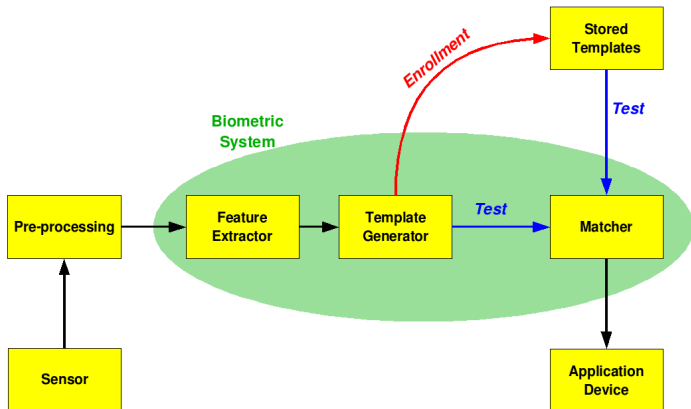 Stored
Templates
Enrollment
Biometric
System
Test
Pre-processing
Feature
Extractor
Template
Generator
Test
Matcher
Sensor
Application
Device